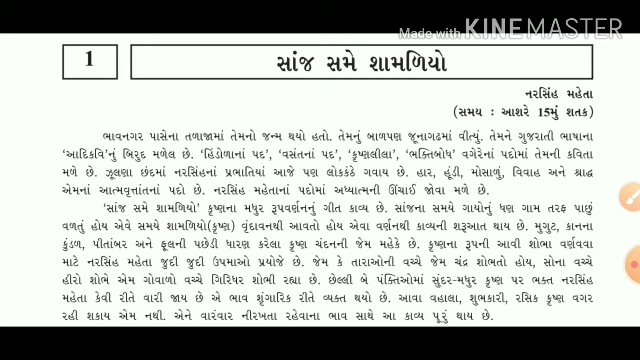 Made with KINEMASTER
1
સાંજ સમે શામળિયો
નરસિંહ મહેતા
(સમય : આશરે 15મું શતક)
ભાવનગર પાસેના તળાજામાં તેમનો જન્મ થયો હતો. તેમનું બાળપણ જૂનાગઢમાં વીત્યું. તેમને ગુજરાતી ભાષાના
‘આદિકવિ’નું બિરુદ મળેલ છે. ‘હિંડોળાનાં પદ’, ‘વસંતનાં પદ’, ‘કૃષ્ણલીલા’, ‘ભક્તિબોધ’ વગેરેનાં પદોમાં તેમની કવિતા
મળે છે. ઝૂલણા છંદમાં નરસિંહનાં પ્રભાતિયાં આજે પણ લોકકંઠે ગવાય છે. હાર, હૂંડી, મોસાળું, વિવાહ અને શ્રાદ્ધ
એમનાં આત્મવૃત્તાંતનાં પદો છે. નરસિંહ મહેતાનાં પદોમાં અધ્યાત્મની ઊંચાઈ જોવા મળે છે.
‘સાંજ સમે શામળિયો’ કૃષ્ણના મધુર રૂપવર્ણનનું ગીત કાવ્ય છે. સાંજના સમયે ગાયોનું ધણ ગામ તરફ પાછું
વળતું હોય એવે સમયે શામળિયો(કૃષ્ણ) વૃંદાવનથી આવતો હોય એવા વર્ણનથી કાવ્યની શરૂઆત થાય છે. મુગુટ, કાનના
કુંડળ, પીતાંબર અને ફૂલની પછેડી ધારણ કરેલા કૃષ્ણ ચંદનની જેમ મહેકે છે. કૃષ્ણના રૂપની આવી શોભા વર્ણવવા
માટે નરસિંહ મહેતા જુદી જુદી ઉપમાઓ પ્રયોજે છે. જેમ કે તારાઓની વચ્ચે જેમ ચંદ્ર શોભતો હોય, સોના વચ્ચે
હીરો શોભે એમ ગોવાળો વચ્ચે ગિરિધર શોભી રહ્યા છે. છેલ્લી બે પંક્તિઓમાં સુંદર-મધુર કૃષ્ણ પર ભક્ત નરસિંહ
મહેતા કેવી રીતે વારી જાય છે એ ભાવ શૃંગારિક રીતે વ્યક્ત થયો છે. આવા વહાલા, શુભકારી, રસિક કૃષ્ણ વગર
રહી શકાય એમ નથી. એને વારંવાર નીરખતા રહેવાના ભાવ સાથે આ કાવ્ય પૂરું થાય છે.